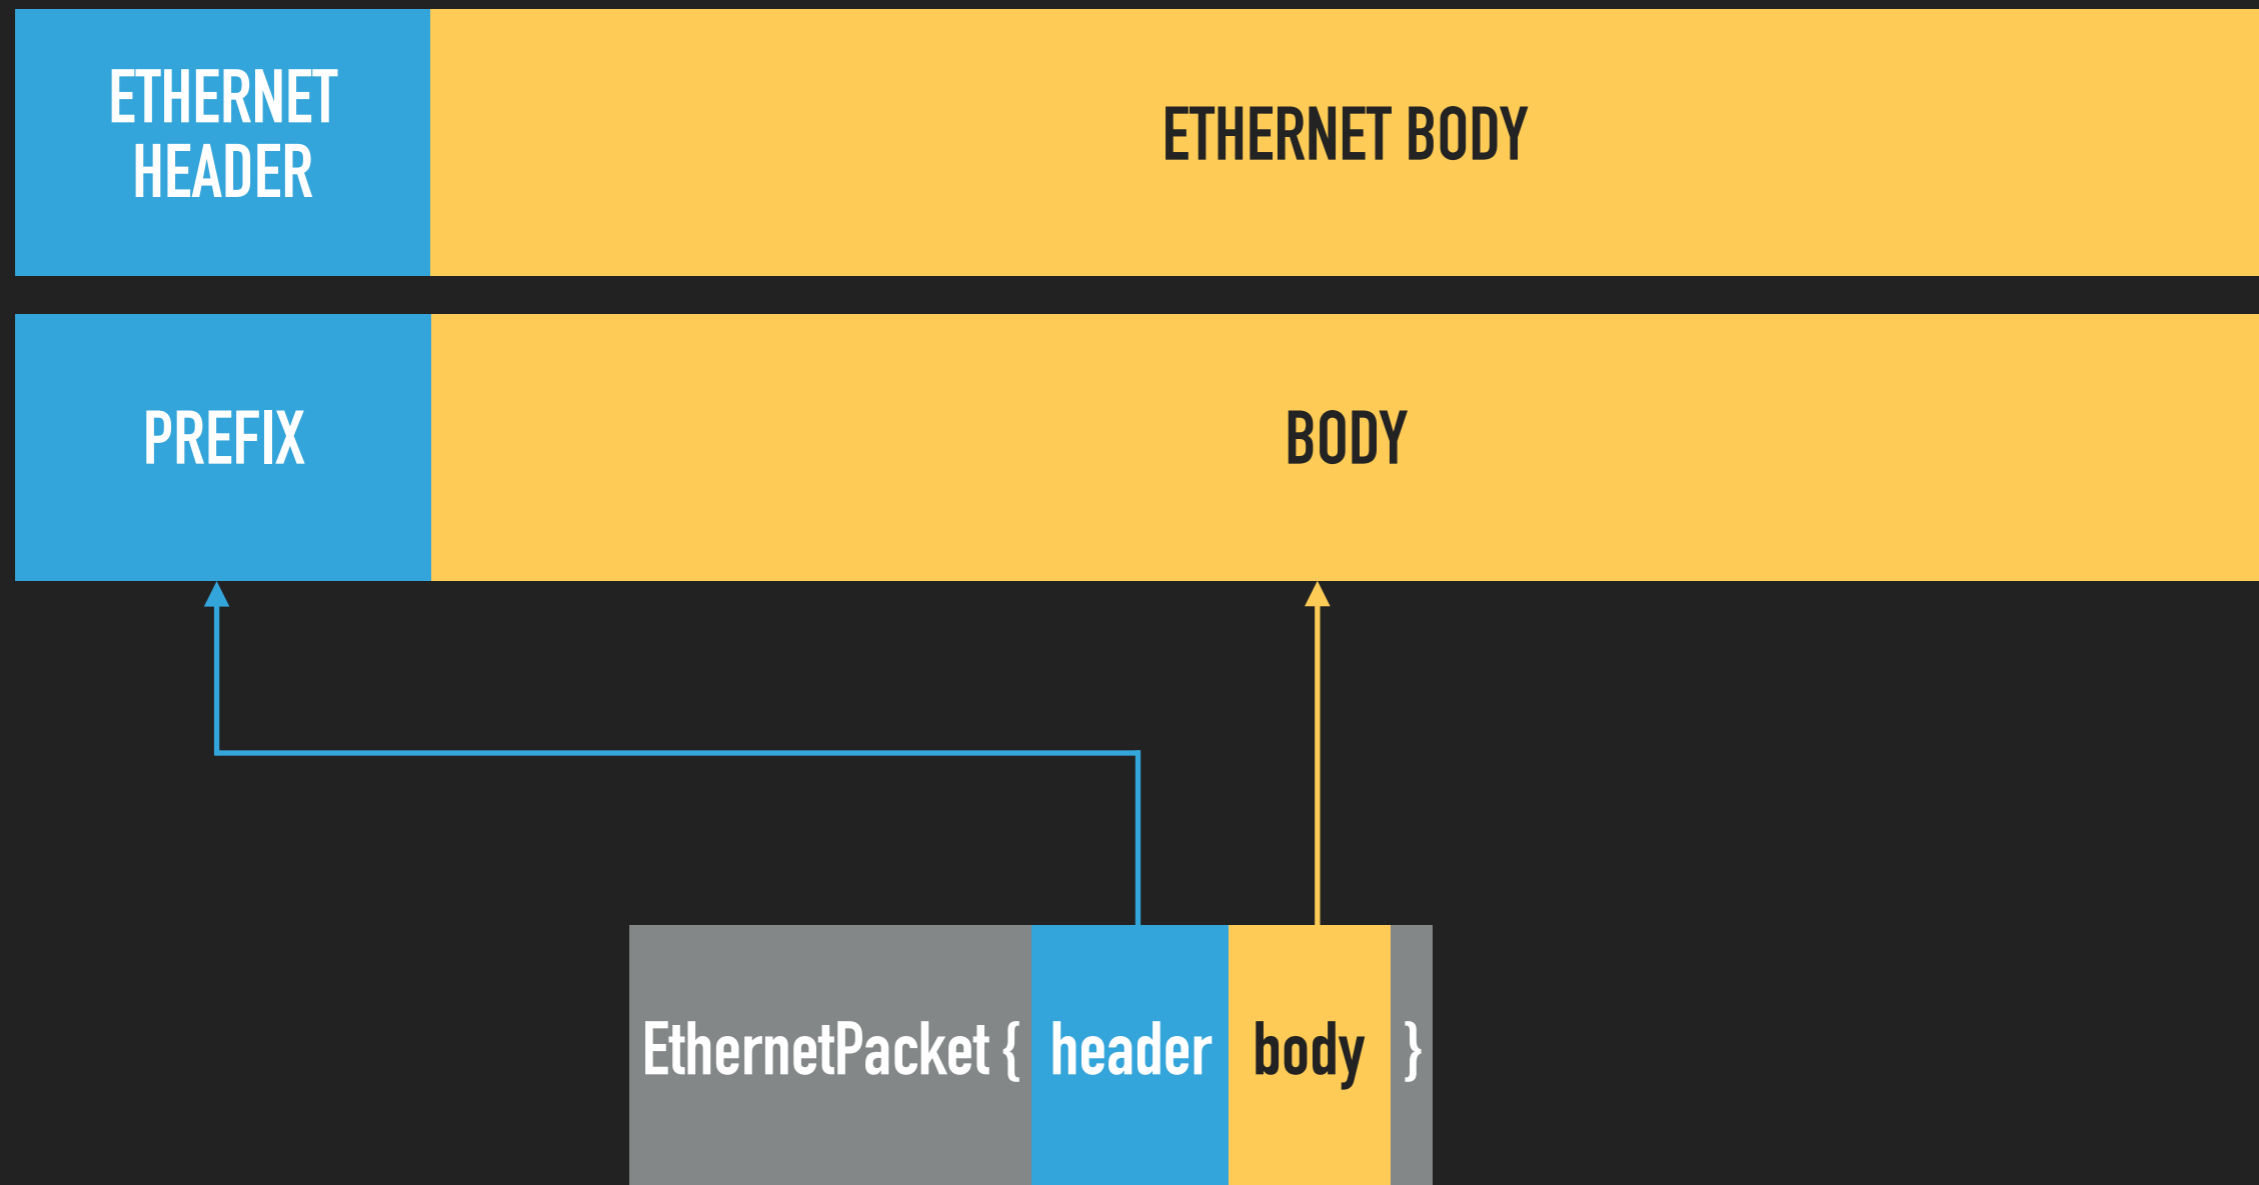 ETHERNET
HEADER
ETHERNET BODY
PREFIX
BODY
EthernetPacket { header body }